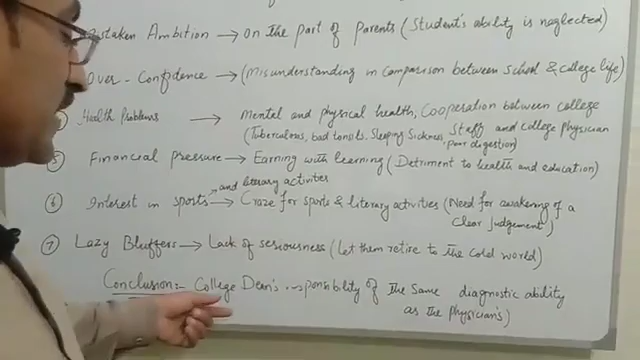 of
Mistaken Ambition → on the part of Parents (Student's ability is neglected)
Over-Confidence → (Misunderstanding in comparison between School & college life)
Health Problems → Mental and physical health, Cooperation between college
Staff and college physician
(Tuberculous, bad tonsils, Sleeping Sickness, poor digestion)
5 Financial pressure → Earning with learning (Detriment to health and education)
and literary activities
6 Interest in sports → Craze for sports & literary activities (Need for awakening of a
clear judgement)
7 Lazy Bluffers → Lack of seriousness (let them retire to the cold world)
Conclusion:- College Dean's responsibility of the same diagnostic ability
as the physician's)